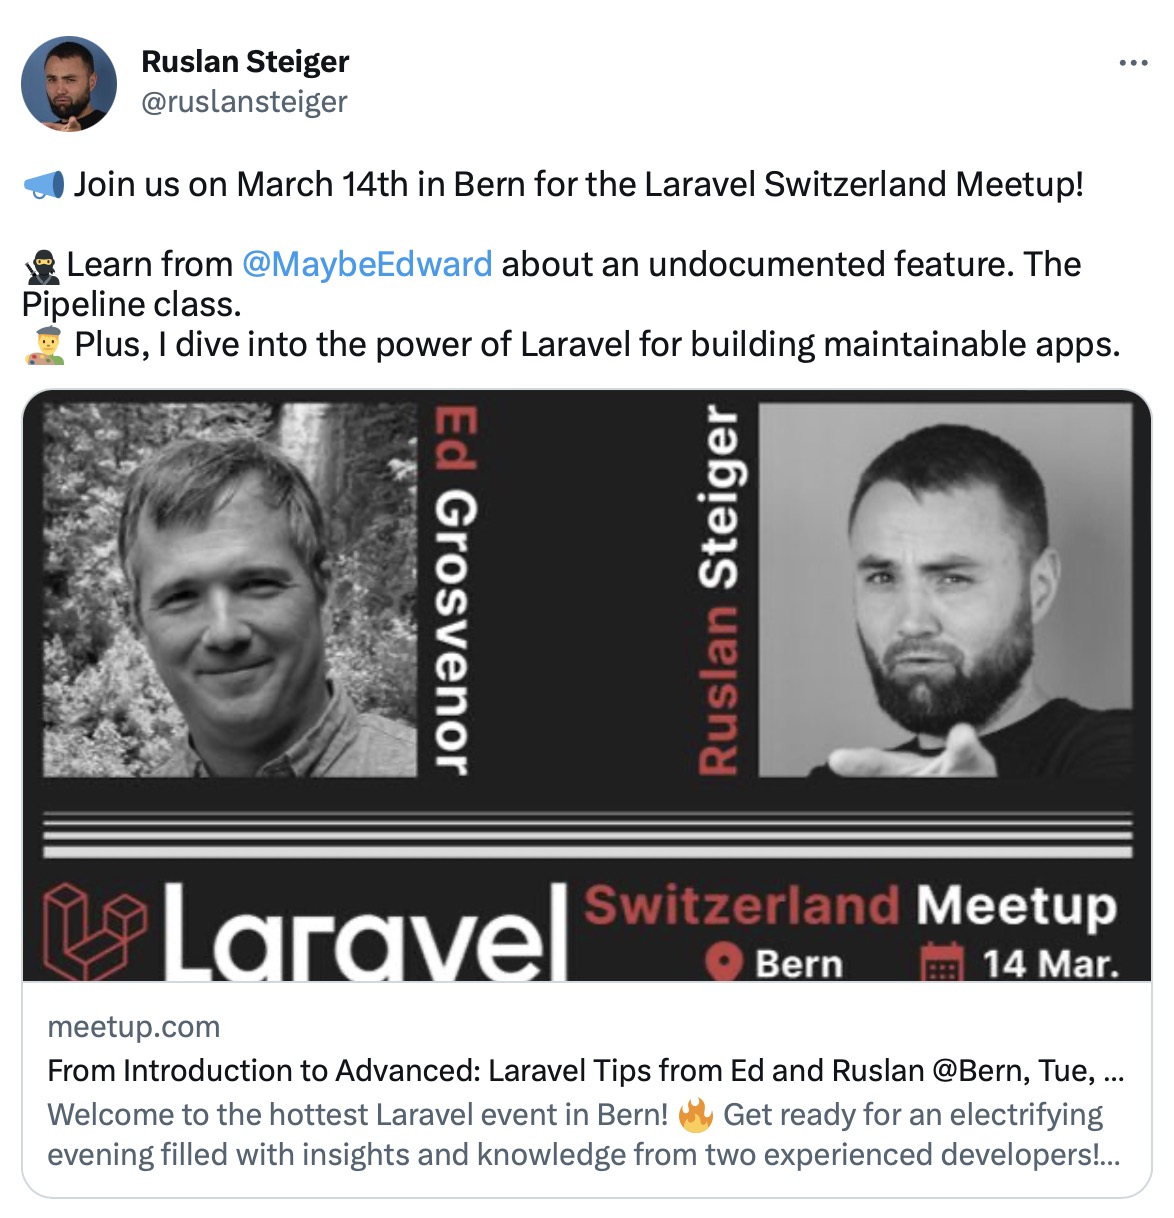 Ruslan Steiger
@ruslansteiger
📣 Join us on March 14th in Bern for the Laravel Switzerland Meetup!
🥷 Learn from @MaybeEdward about an undocumented feature. The
Pipeline class.
👨‍🎨 Plus, I dive into the power of Laravel for building maintainable apps.
Ed Grosvenor
Ruslan Steiger
Laravel
Switzerland Meetup
Bern
14 Mar.
meetup.com
From Introduction to Advanced: Laravel Tips from Ed and Ruslan @Bern, Tue, ...
Welcome to the hottest Laravel event in Bern! 🔥 Get ready for an electrifying
evening filled with insights and knowledge from two experienced developers!...